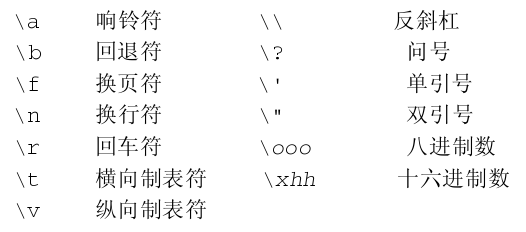 \a 响铃符 \\ 反斜杠
\b 回退符 \? 问号
\f 换页符 \' 单引号
\n 换行符 \" 双引号
\r 回车符 \ooo 八进制数
\t 横向制表符 \xhh 十六进制数
\v 纵向制表符